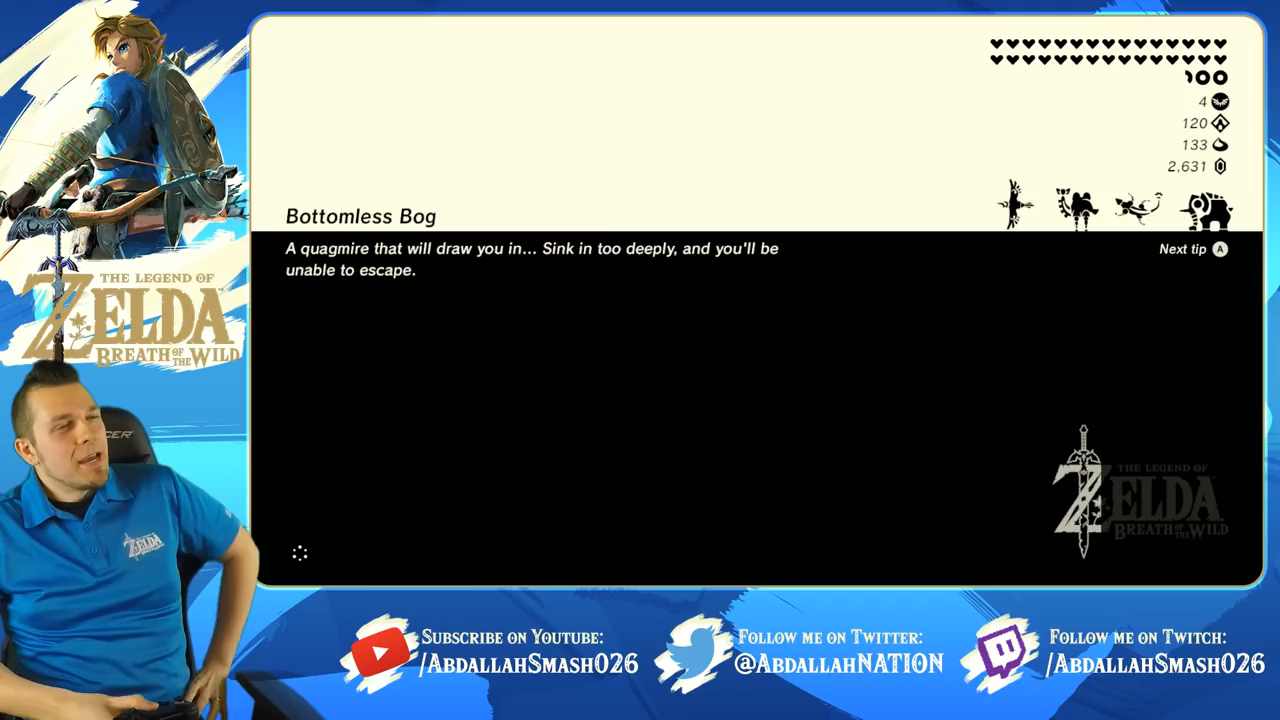 4
120
133
2,631
Bottomless Bog
A quagmire that will draw you in... Sink in too deeply, and you'll be
unable to escape.
Next tip A
THE LEGEND OF
ZELDA
BREATH OF THE WILD
THE LEGEND OF
ZELDA
BREATH OF THE WILD
ZELDA
SUBSCRIBE ON YOUTUBE:
/ABDALLAHSMASH026
FOLLOW ME ON TWITTER:
@ABDALLAHNATION
FOLLOW ME ON TWITCH:
/ABDALLAHSMASH026